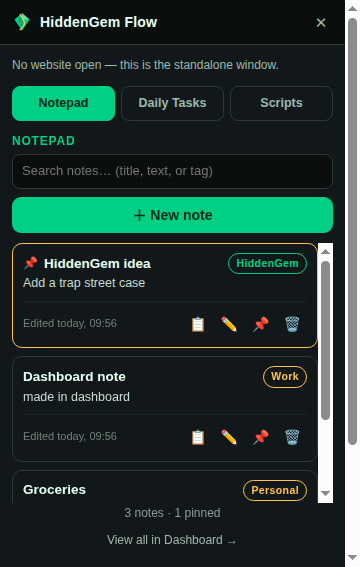 HiddenGem Flow ✕
No website open — this is the standalone window.
Notepad Daily Tasks Scripts
NOTEPAD
Search notes… (title, text, or tag)
+ New note
📌 HiddenGem idea HiddenGem
Add a trap street case
Edited today, 09:56
Dashboard note Work
made in dashboard
Edited today, 09:56
Groceries Personal
3 notes · 1 pinned
View all in Dashboard →